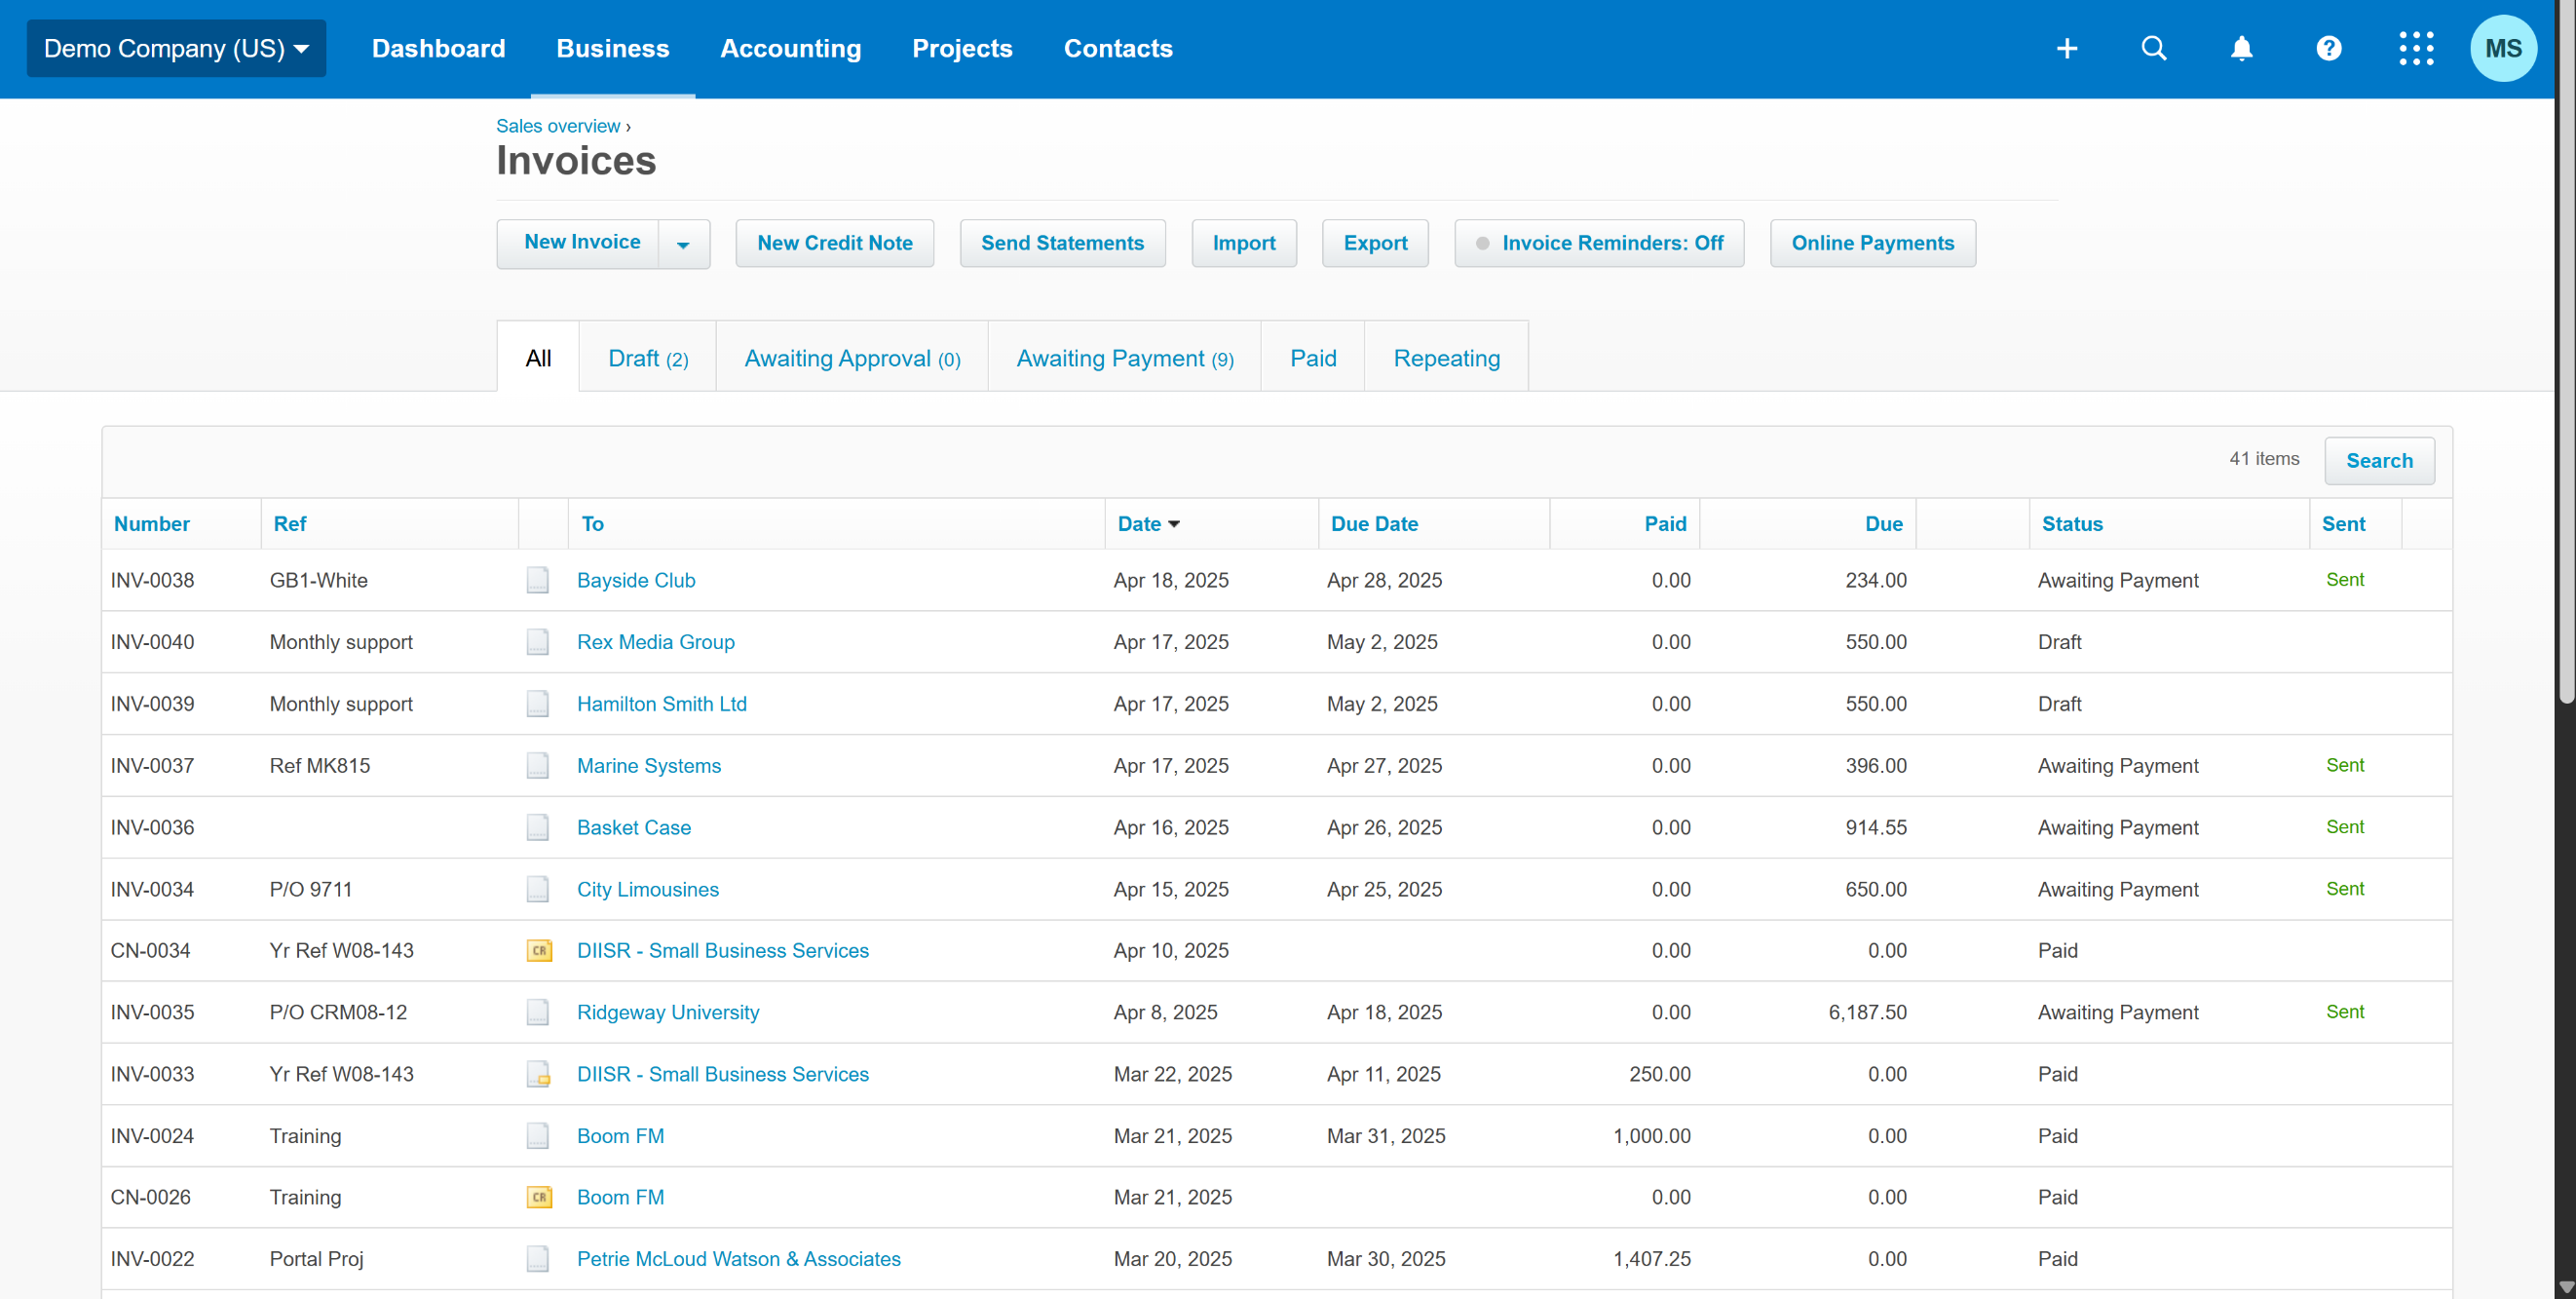 Demo Company (US) Dashboard Business Accounting Projects Contacts MS
Sales overview ›
Invoices
New Invoice New Credit Note Send Statements Import Export Invoice Reminders: Off Online Payments
All Draft (2) Awaiting Approval (0) Awaiting Payment (9) Paid Repeating
41 items Search
Number Ref To Date Due Date Paid Due Status Sent
INV-0038 GB1-White Bayside Club Apr 18, 2025 Apr 28, 2025 0.00 234.00 Awaiting Payment Sent
INV-0040 Monthly support Rex Media Group Apr 17, 2025 May 2, 2025 0.00 550.00 Draft
INV-0039 Monthly support Hamilton Smith Ltd Apr 17, 2025 May 2, 2025 0.00 550.00 Draft
INV-0037 Ref MK815 Marine Systems Apr 17, 2025 Apr 27, 2025 0.00 396.00 Awaiting Payment Sent
INV-0036 Basket Case Apr 16, 2025 Apr 26, 2025 0.00 914.55 Awaiting Payment Sent
INV-0034 P/O 9711 City Limousines Apr 15, 2025 Apr 25, 2025 0.00 650.00 Awaiting Payment Sent
CN-0034 Yr Ref W08-143 CR DIISR - Small Business Services Apr 10, 2025 0.00 0.00 Paid
INV-0035 P/O CRM08-12 Ridgeway University Apr 8, 2025 Apr 18, 2025 0.00 6,187.50 Awaiting Payment Sent
INV-0033 Yr Ref W08-143 DIISR - Small Business Services Mar 22, 2025 Apr 11, 2025 250.00 0.00 Paid
INV-0024 Training Boom FM Mar 21, 2025 Mar 31, 2025 1,000.00 0.00 Paid
CN-0026 Training CR Boom FM Mar 21, 2025 0.00 0.00 Paid
INV-0022 Portal Proj Petrie McLoud Watson & Associates Mar 20, 2025 Mar 30, 2025 1,407.25 0.00 Paid